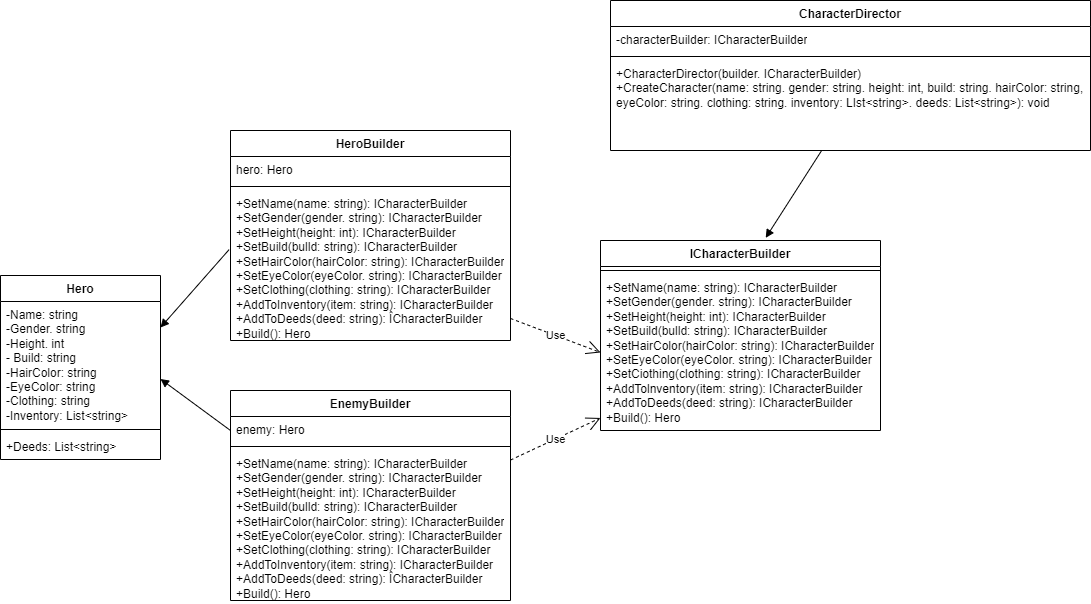 CharacterDirector
-characterBuilder: ICharacterBuilder
+CharacterDirector(builder. ICharacterBuilder)
+CreateCharacter(name: string. gender: string. height: int, build: string. hairColor: string,
eyeColor: string. clothing: string. inventory: LIst<string>. deeds: List<string>): void
HeroBuilder
hero: Hero
+SetName(name: string): ICharacterBuilder
+SetGender(gender. string): ICharacterBuilder
+SetHeight(height: int): ICharacterBuilder
+SetBuild(bulld: string): ICharacterBuilder
+SetHairColor(hairColor: string): ICharacterBuilder
+SetEyeColor(eyeColor. string): ICharacterBuilder
+SetClothing(clothing: string): ICharacterBuilder
+AddToInventory(item: string): ICharacterBuilder
+AddToDeeds(deed: string): ICharacterBuilder
+Build(): Hero
ICharacterBuilder
+SetName(name: string): ICharacterBuilder
+SetGender(gender. string): ICharacterBuilder
+SetHeight(height: int): ICharacterBuilder
+SetBuild(bulld: string): ICharacterBuilder
+SetHairColor(hairColor: string): ICharacterBuilder
+SetEyeColor(eyeColor. string): ICharacterBuilder
+SetCiothing(clothing: string): ICharacterBuilder
+AddToInventory(item: string): ICharacterBuilder
+AddToDeeds(deed: string): ICharacterBuilder
+Build(): Hero
Hero
-Name: string
-Gender. string
-Height. int
- Build: string
-HairColor: string
-EyeColor: string
-Clothing: string
-Inventory: List<string>
+Deeds: List<string>
Use
Use
EnemyBuilder
enemy: Hero
+SetName(name: string): ICharacterBuilder
+SetGender(gender. string): ICharacterBuilder
+SetHeight(height: int): ICharacterBuilder
+SetBuild(bulld: string): ICharacterBuilder
+SetHairColor(hairColor: string): ICharacterBuilder
+SetEyeColor(eyeColor. string): ICharacterBuilder
+SetClothing(clothing: string): ICharacterBuilder
+AddToInventory(item: string): ICharacterBuilder
+AddToDeeds(deed: string): ICharacterBuilder
+Build(): Hero